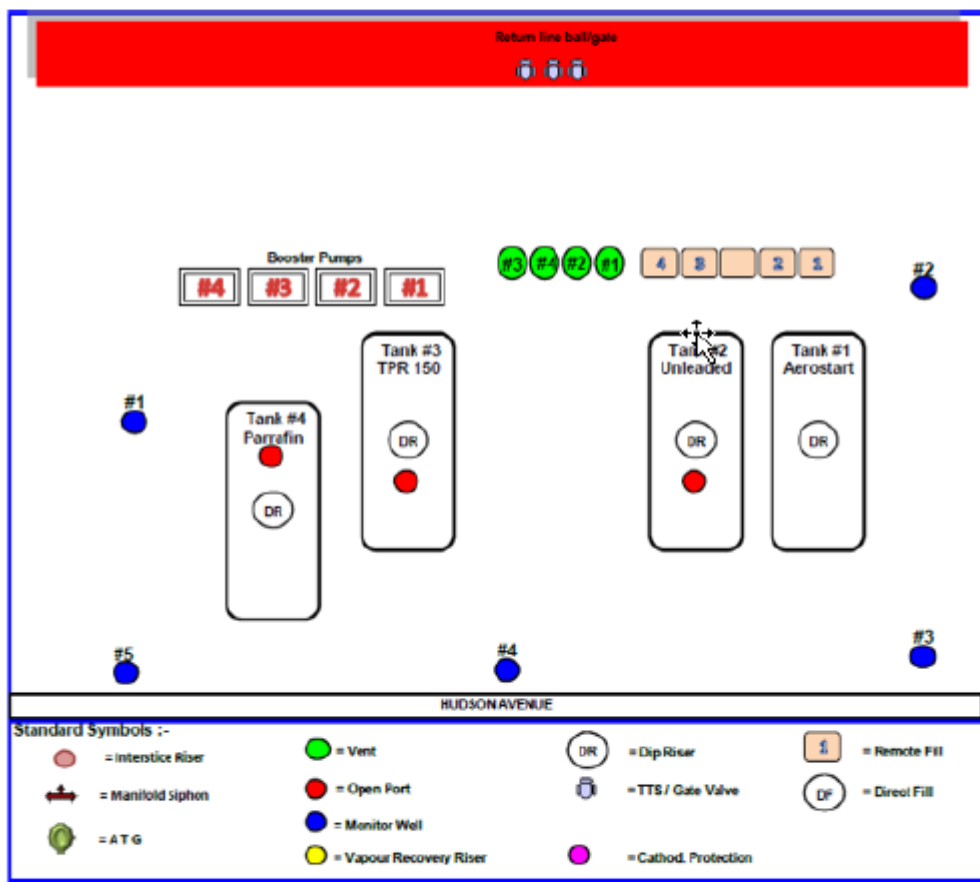 Return line ball/gate
Booster Pumps
#4 #3 #2 #1
#3 #4 #2 #1
4 3 2 1
#2
Tank #3
TPR 150
Tank #2
Unleaded
Tank #1
Aerostart
#1
Tank #4
Parrafin
DR
DR
DR
DR
#5
#4
#3
HUDSON AVENUE
Standard Symbols :-
= Interstice Riser
= Vent
DR = Dip Riser
1 = Remote Fill
= Manifold Siphon
= Open Port
= TTS / Gate Valve
DF = Direct Fill
= A T G
= Monitor Well
= Vapour Recovery Riser
= Cathod. Protection